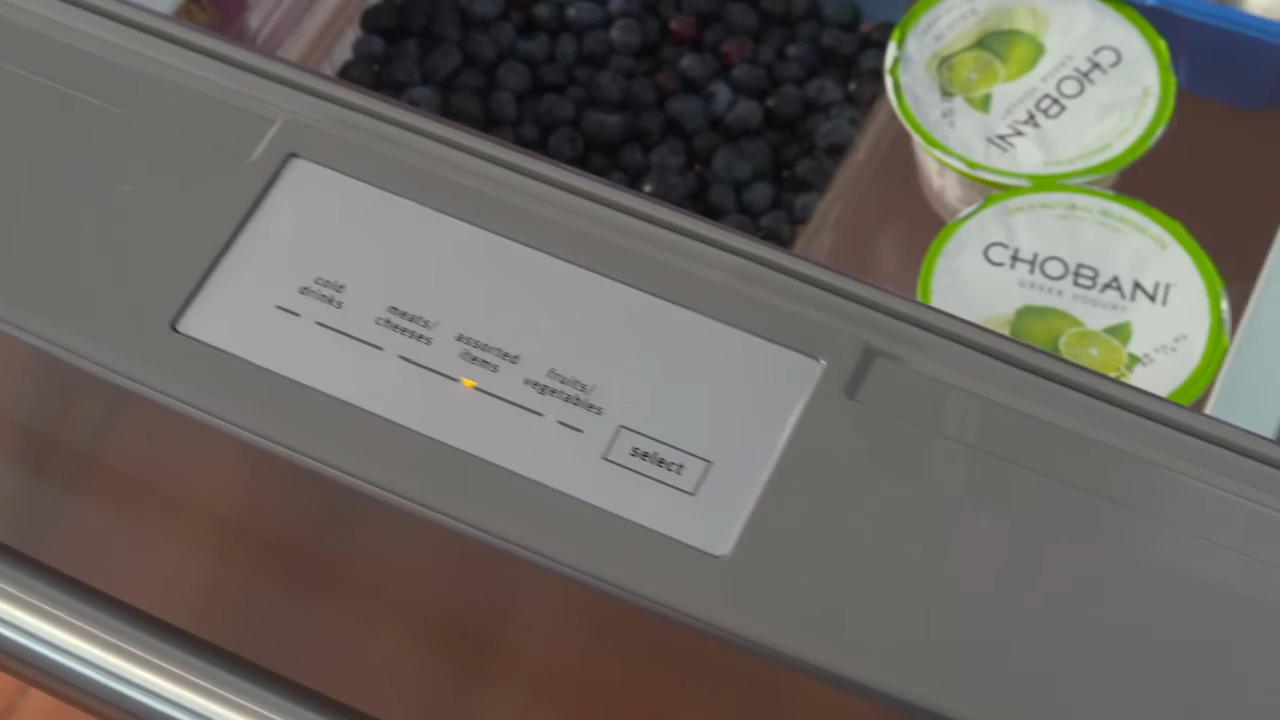 CHOBANI
CHOBANI
GREEK YOGURT
cold
drinks
meats/
cheeses
assorted
items
fruits/
vegetables
select